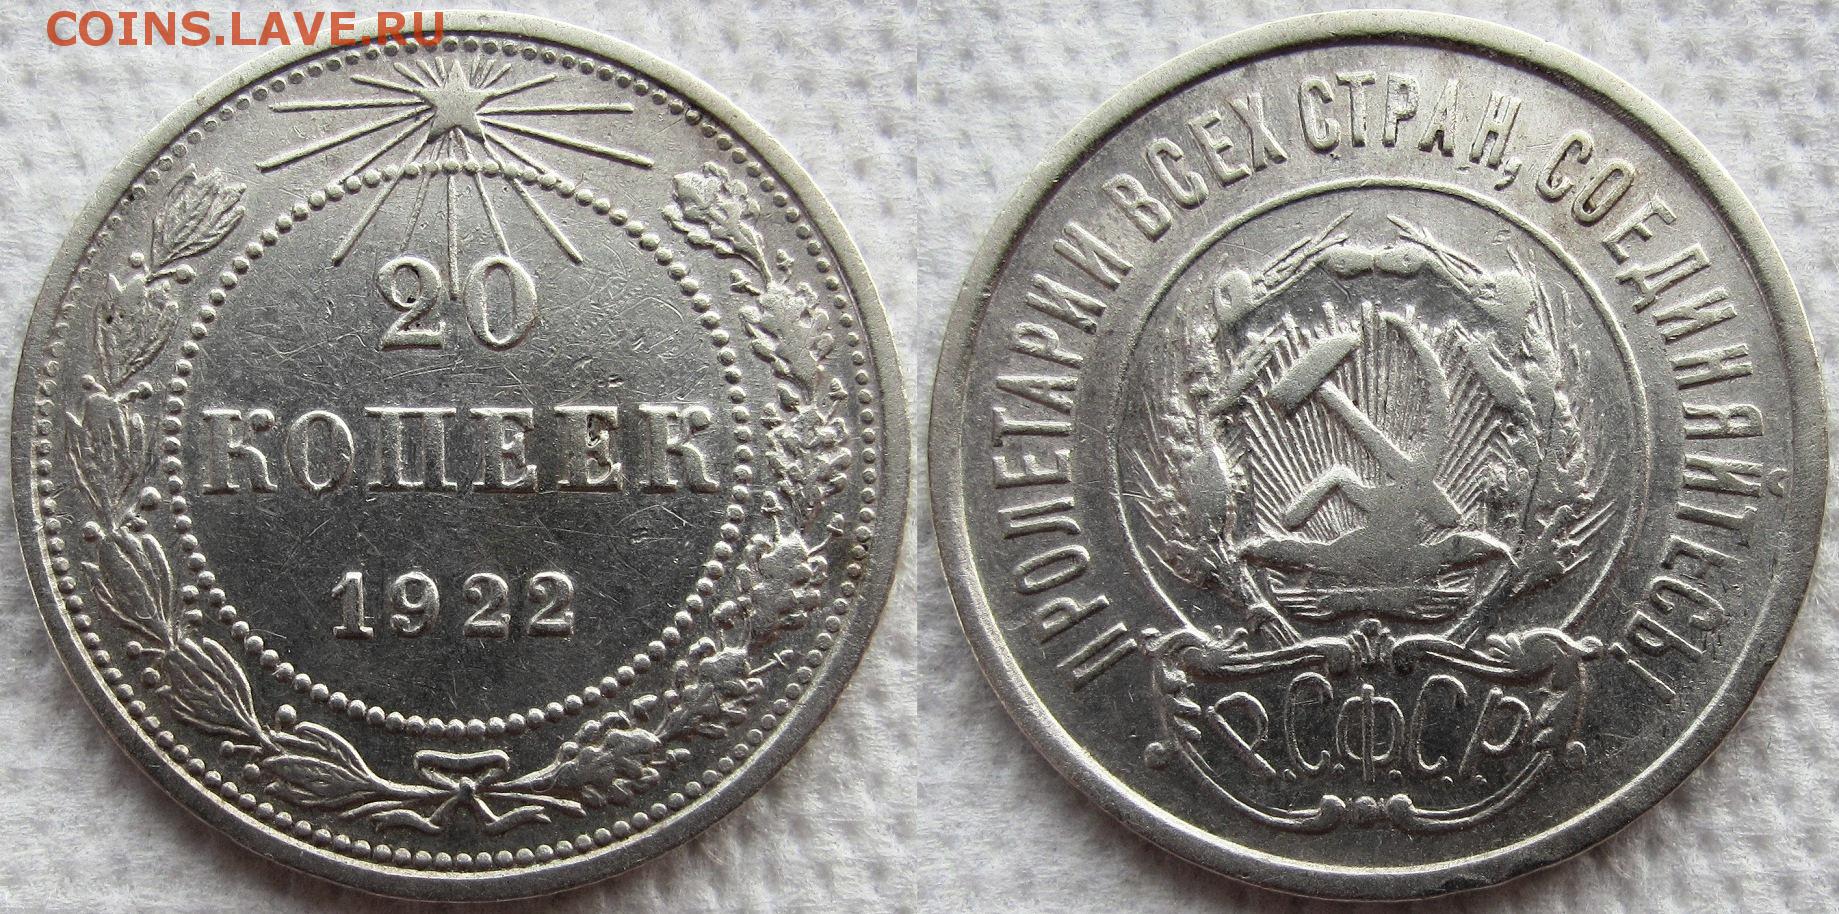 COINS.LAVE.RU
20
КОПЕЕК
1922
ПРОЛЕТАРИИ ВСЕХ СТРАН, СОЕДИНЯЙТЕСЬ!
Р.С.Ф.С.Р.